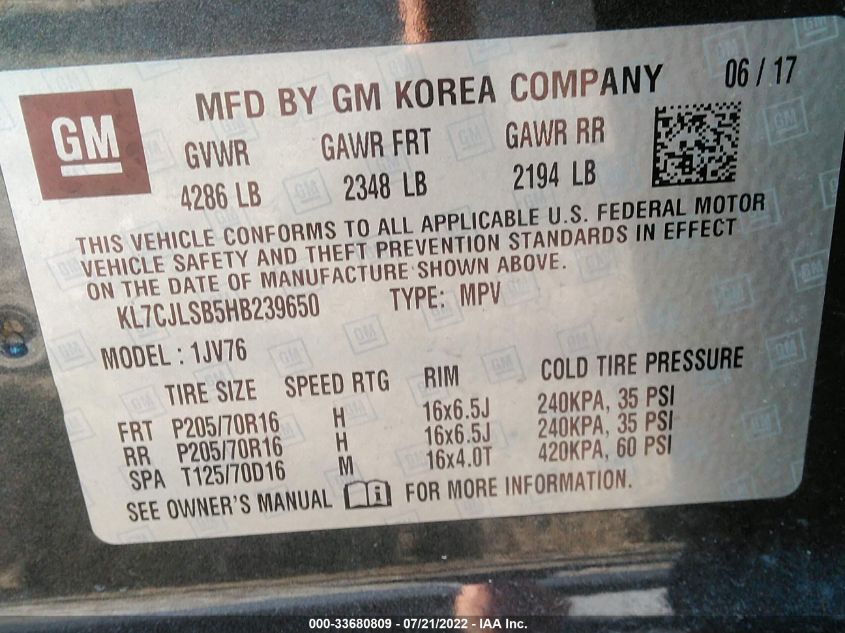 GM
MFD BY GM KOREA COMPANY 06 / 17
GVWR GAWR FRT GAWR RR
4286 LB 2348 LB 2194 LB
THIS VEHICLE CONFORMS TO ALL APPLICABLE U.S. FEDERAL MOTOR
VEHICLE SAFETY AND THEFT PREVENTION STANDARDS IN EFFECT
ON THE DATE OF MANUFACTURE SHOWN ABOVE.
KL7CJLSB5HB239650 TYPE: MPV
MODEL : 1JV76
TIRE SIZE SPEED RTG RIM COLD TIRE PRESSURE
FRT P205/70R16 H 16x6.5J 240KPA, 35 PSI
RR P205/70R16 H 16x6.5J 240KPA, 35 PSI
SPA T125/70D16 M 16x4.0T 420KPA, 60 PSI
SEE OWNER'S MANUAL FOR MORE INFORMATION.
000-33680809 - 07/21/2022 - IAA Inc.